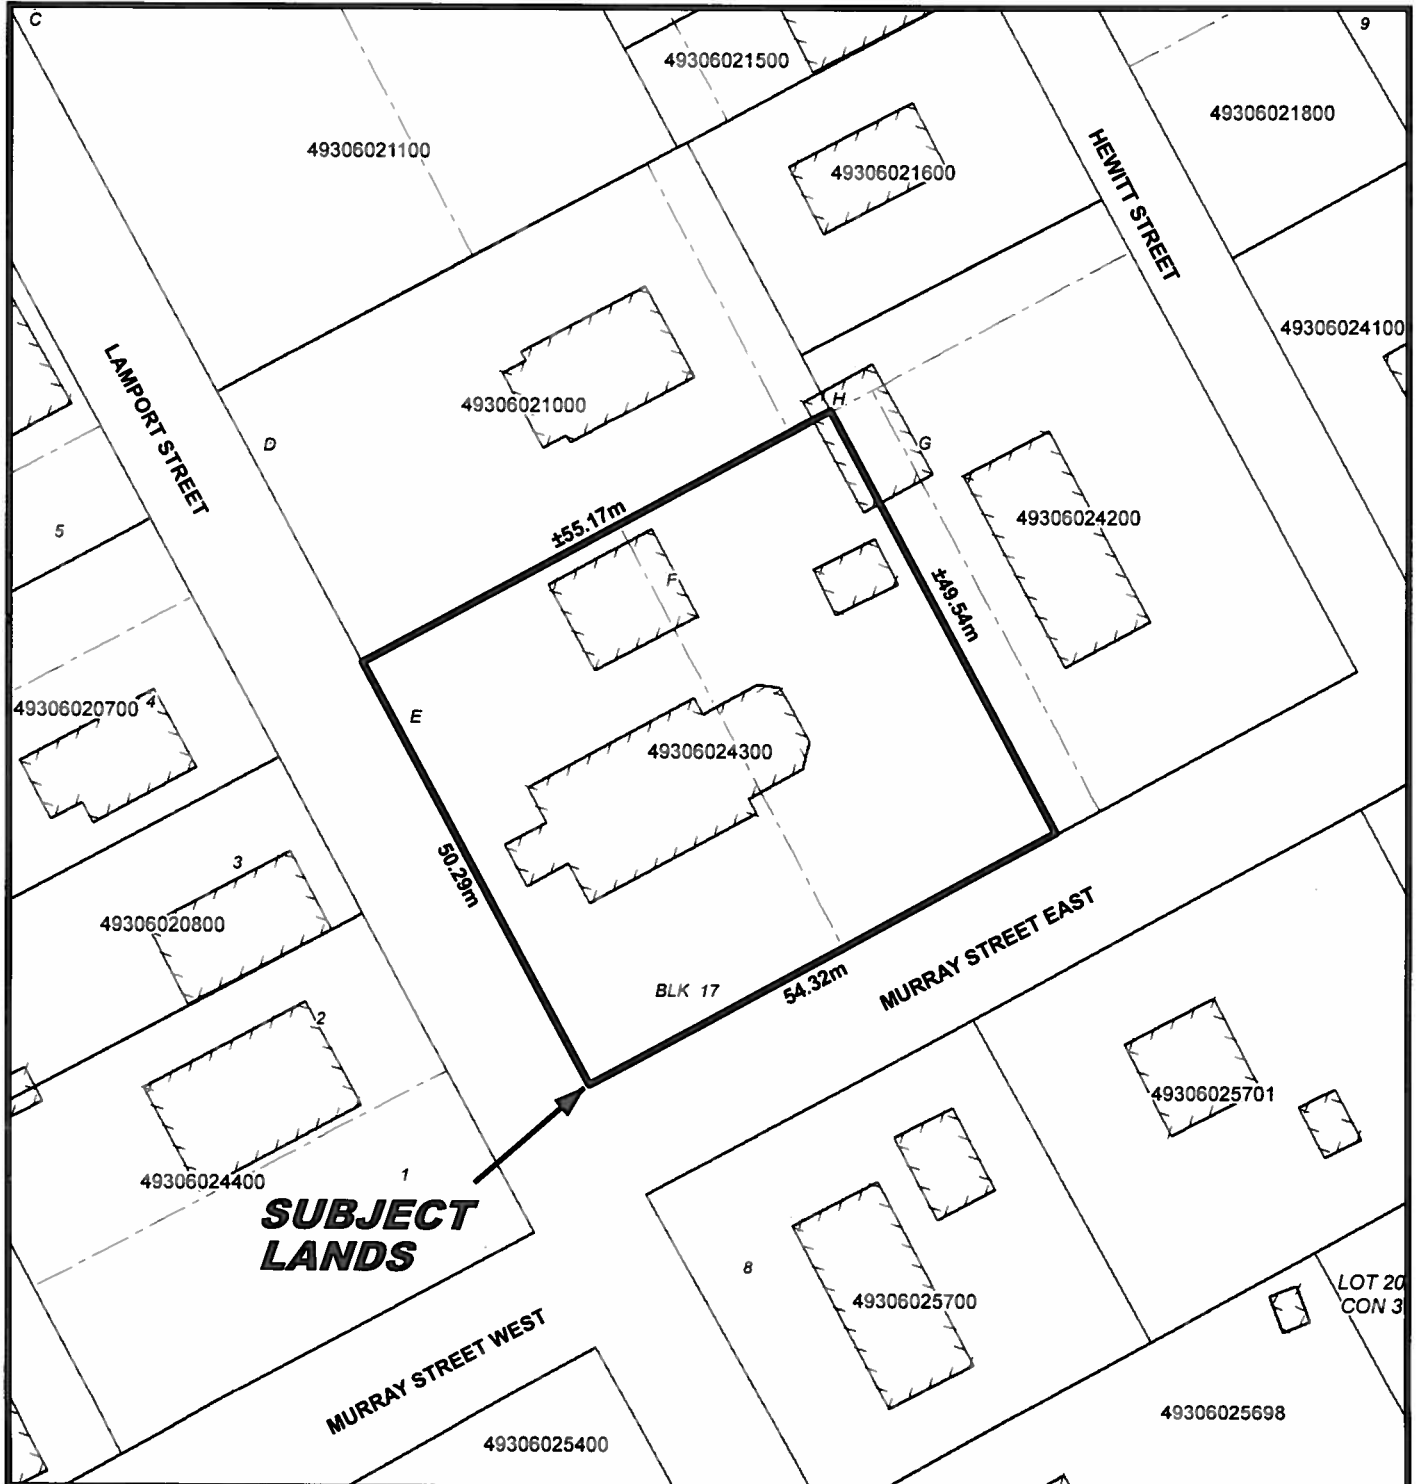 C
9
49306021500
49306021800
49306021100
49306021600
HEWITT STREET
49306024100
LAMPORT STREET
49306021000
H
D
G
±55.17m
49306024200
5
F
±49.54m
49306020700
4
E
49306024300
3
50.29m
49306020800
MURRAY STREET EAST
BLK 17
54.32m
2
49306025701
1
49306024400
SUBJECT
LANDS
8
LOT 20
CON 3
49306025700
MURRAY STREET WEST
49306025698
49306025400